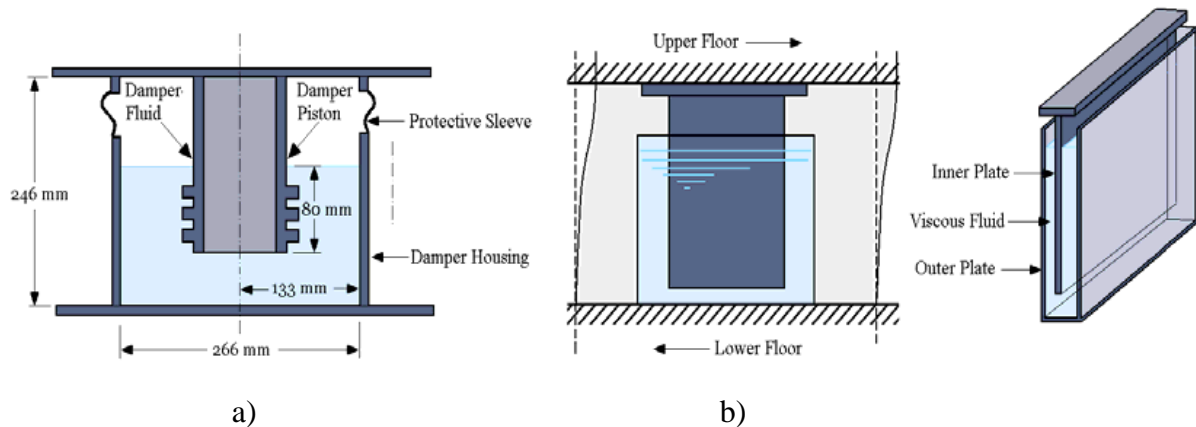 Damper
Fluid
Damper
Piston
Protective Sleeve
246 mm
80 mm
Damper Housing
133 mm
266 mm
a)
Upper Floor
Lower Floor
b)
Inner Plate
Viscous Fluid
Outer Plate